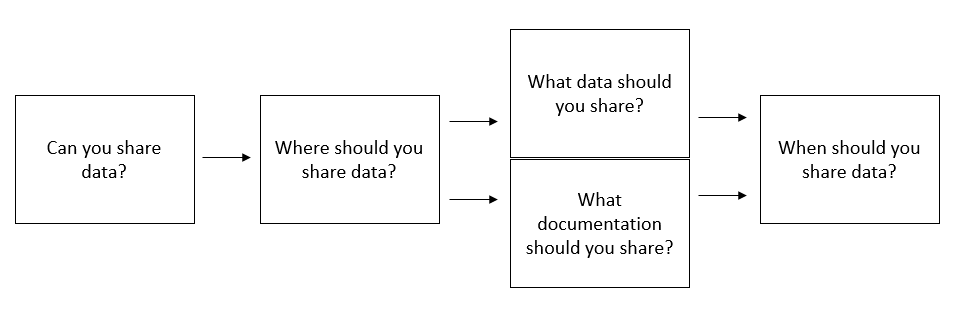 Can you share
data?
Where should you
share data?
What data should
you share?
What
documentation
should you share?
When should you
share data?